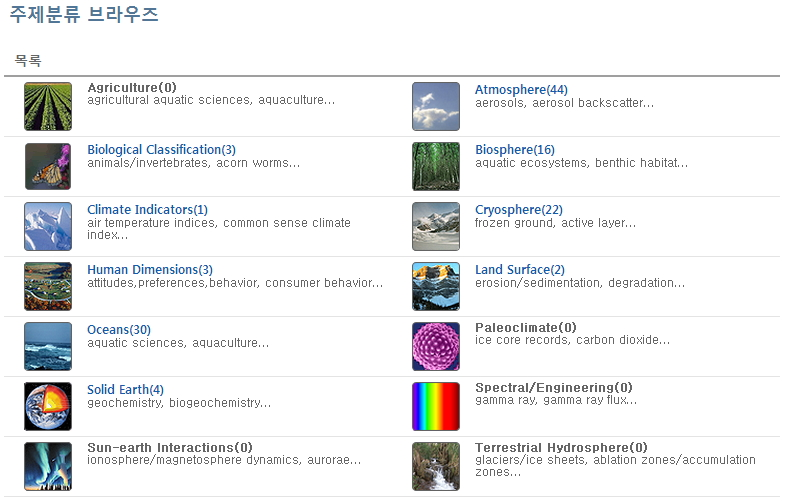 주제분류 브라우즈
목록
Agriculture(0)
agricultural aquatic sciences, aquaculture...
Atmosphere(44)
aerosols, aerosol backscatter...
Biological Classification(3)
animals/invertebrates, acorn worms...
Biosphere(16)
aquatic ecosystems, benthic habitat...
Climate Indicators(1)
air temperature indices, common sense climate
index...
Cryosphere(22)
frozen ground, active layer...
Human Dimensions(3)
attitudes,preferences,behavior, consumer behavior...
Land Surface(2)
erosion/sedimentation, degradation...
Oceans(30)
aquatic sciences, aquaculture...
Paleoclimate(0)
ice core records, carbon dioxide...
Solid Earth(4)
geochemistry, biogeochemistry...
Spectral/Engineering(0)
gamma ray, gamma ray flux...
Sun-earth Interactions(0)
ionosphere/magnetosphere dynamics, aurorae...
Terrestrial Hydrosphere(0)
glaciers/ice sheets, ablation zones/accumulation
zones...